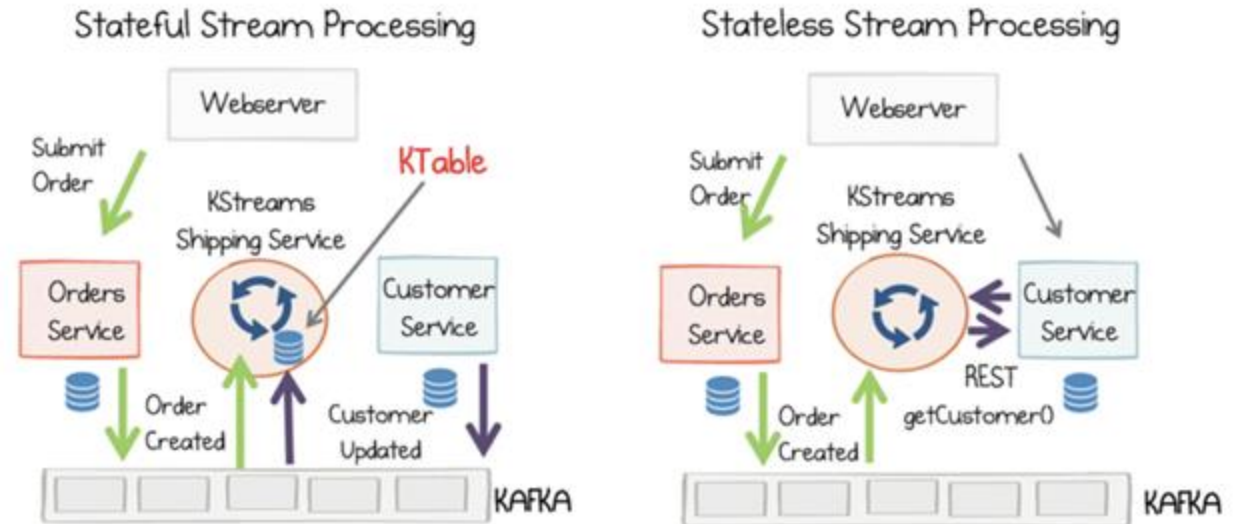 Stateful Stream Processing
Webserver
Submit
Order
KTable
KStreams
Shipping Service
Orders
Service
Customer
Service
Order
Created
Customer
Updated
KAFKA
Stateless Stream Processing
Webserver
Submit
Order
KStreams
Shipping Service
Orders
Service
Customer
Service
REST
getCustomer()
Order
Created
KAFKA